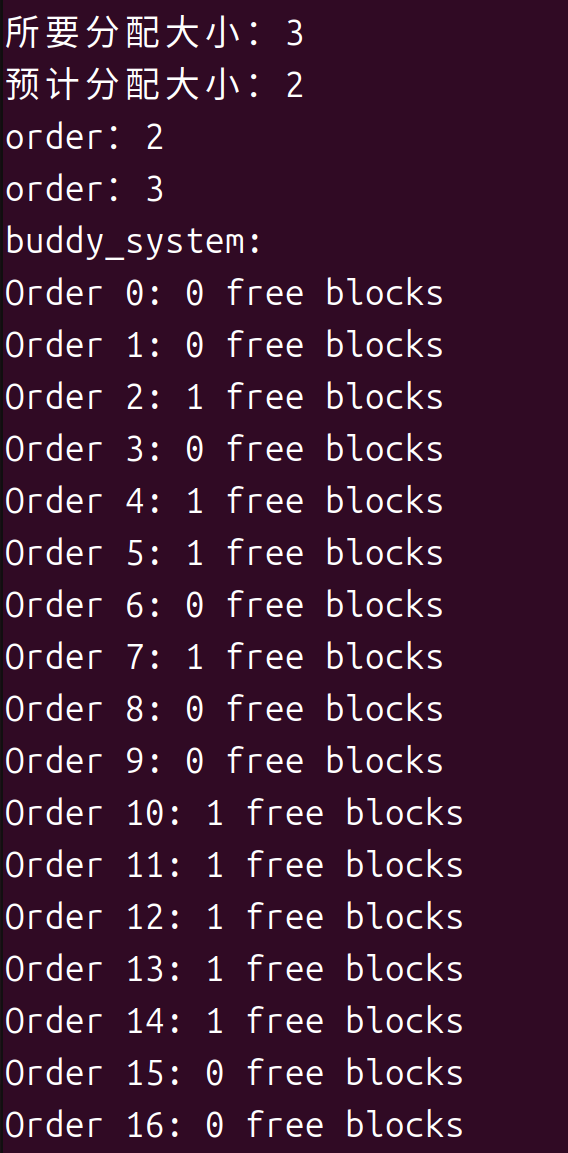 所要分配大小：3
预计分配大小：2
order：2
order：3
buddy_system:
Order 0: 0 free blocks
Order 1: 0 free blocks
Order 2: 1 free blocks
Order 3: 0 free blocks
Order 4: 1 free blocks
Order 5: 1 free blocks
Order 6: 0 free blocks
Order 7: 1 free blocks
Order 8: 0 free blocks
Order 9: 0 free blocks
Order 10: 1 free blocks
Order 11: 1 free blocks
Order 12: 1 free blocks
Order 13: 1 free blocks
Order 14: 1 free blocks
Order 15: 0 free blocks
Order 16: 0 free blocks